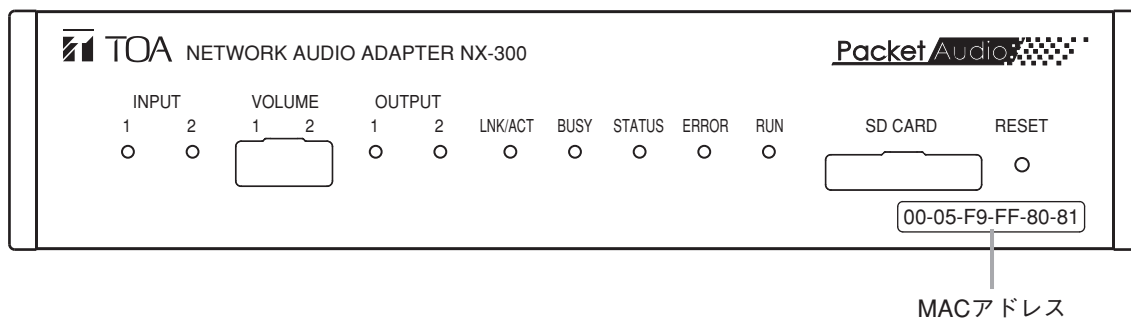 TOA NETWORK AUDIO ADAPTER NX-300
Packet Audio
INPUT VOLUME OUTPUT
1 2 1 2 1 2 LNK/ACT BUSY STATUS ERROR RUN SD CARD RESET
00-05-F9-FF-80-81
MACアドレス